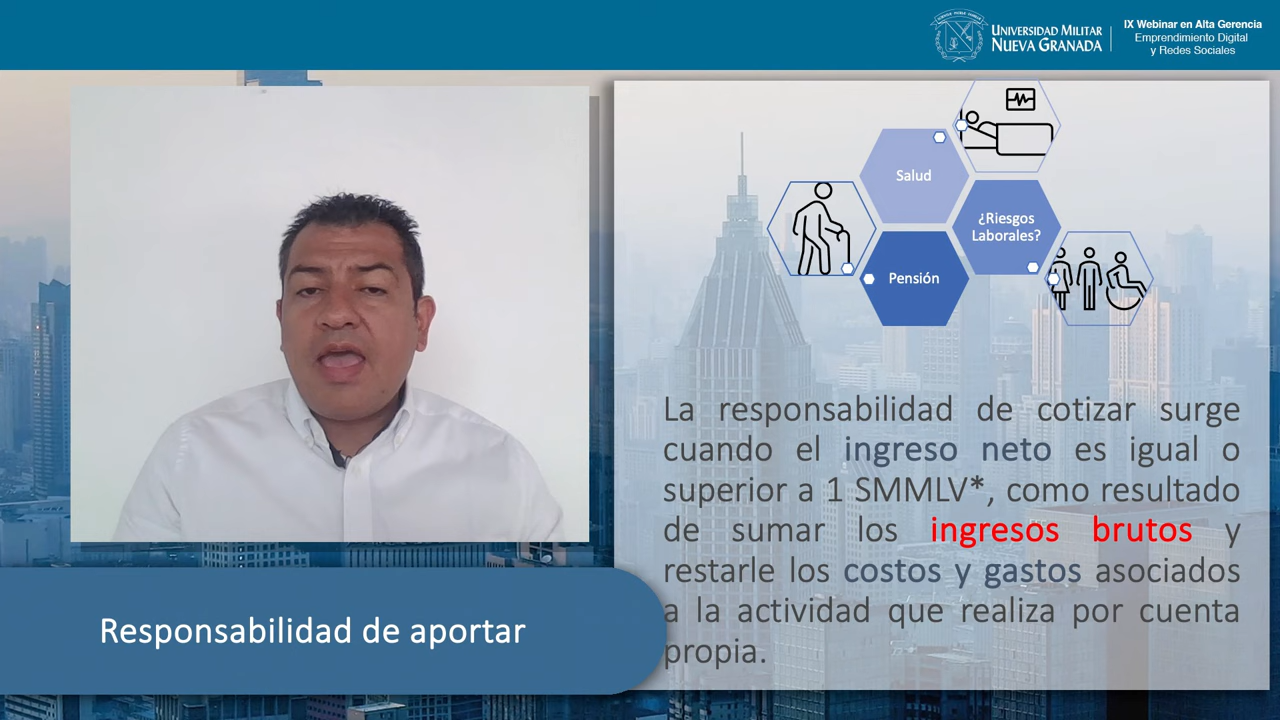 UNIVERSIDAD MILITAR
NUEVA GRANADA
IX Webinar en Alta Gerencia
Emprendimiento Digital
y Redes Sociales
Salud
¿Riesgos
Laborales?
Pensión
La responsabilidad de cotizar surge
cuando el ingreso neto es igual o
superior a 1 SMMLV*, como resultado
de sumar los ingresos brutos y
restarle los costos y gastos asociados
a la actividad que realiza por cuenta
propia.
Responsabilidad de aportar